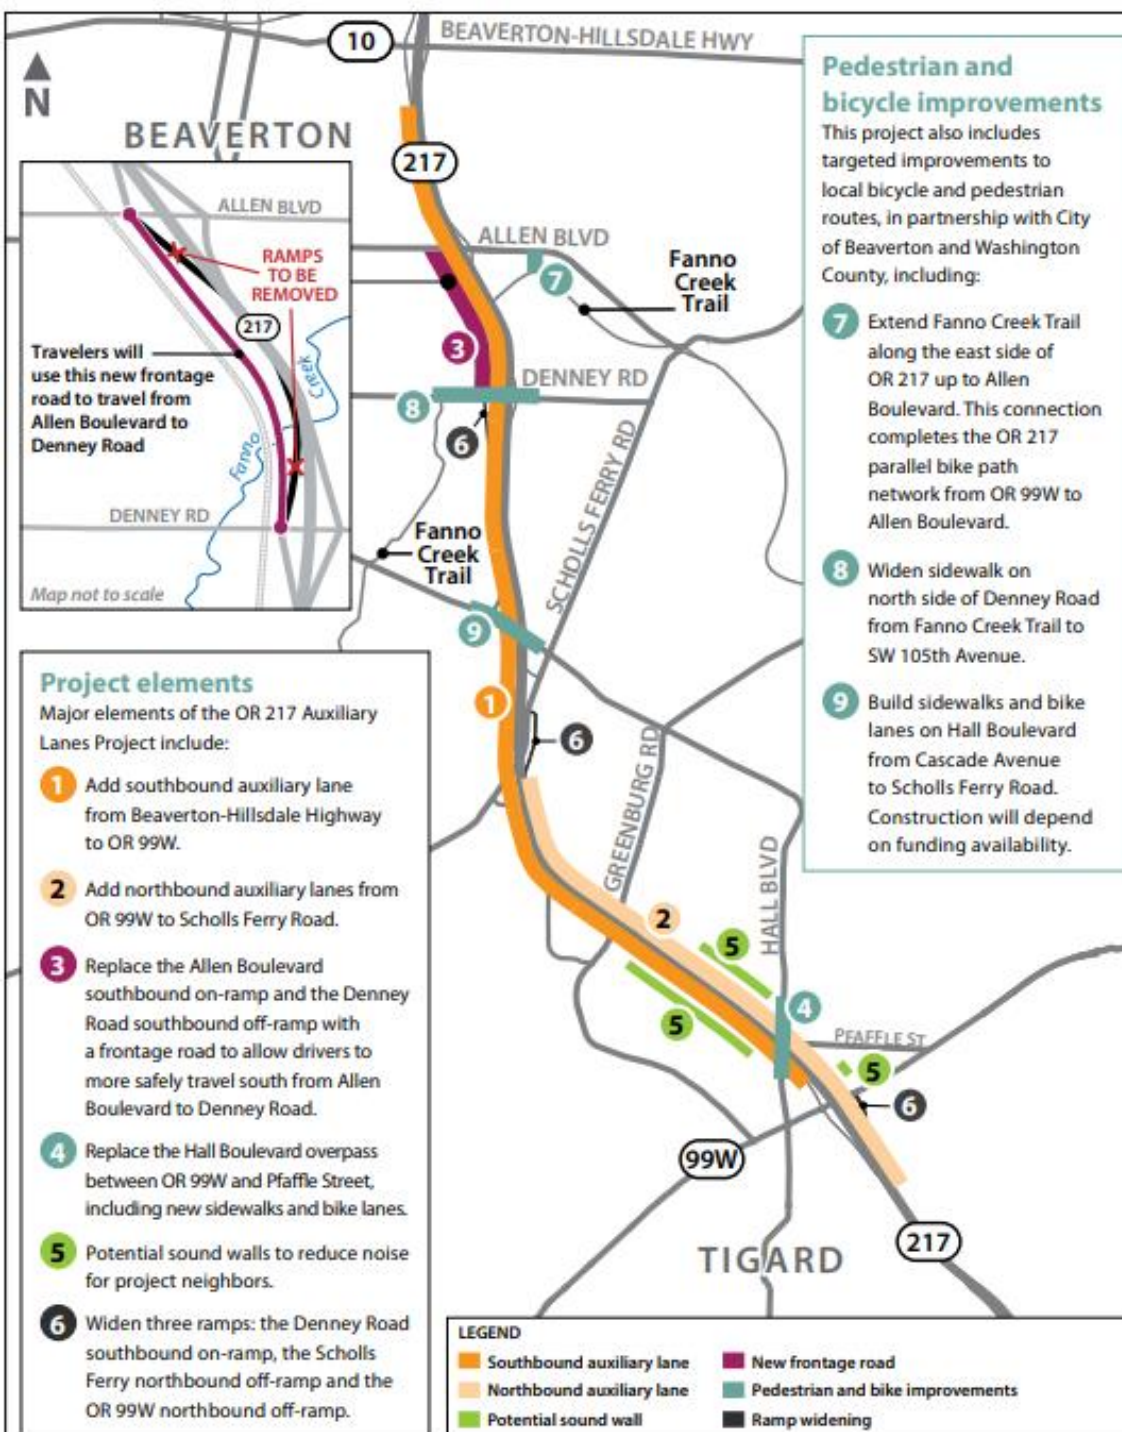 10
BEAVERTON-HILLSDALE HWY
N
BEAVERTON
217
ALLEN BLVD
Fanno
Creek
Trail
7
3
DENNEY RD
8
6
SCHOLLS FERRY RD
Fanno
Creek
Trail
9
1
6
GREENBURG RD
HALL BLVD
2
5
4
5
PFAFFLE ST
5
6
99W
217
TIGARD
ALLEN BLVD
RAMPS
TO BE
REMOVED
217
Travelers will
use this new frontage
road to travel from
Allen Boulevard to
Denney Road
Fanno
Creek
DENNEY RD
Map not to scale
Project elements
Major elements of the OR 217 Auxiliary
Lanes Project include:
1 Add southbound auxiliary lane
from Beaverton-Hillsdale Highway
to OR 99W.
2 Add northbound auxiliary lanes from
OR 99W to Scholls Ferry Road.
3 Replace the Allen Boulevard
southbound on-ramp and the Denney
Road southbound off-ramp with
a frontage road to allow drivers to
more safely travel south from Allen
Boulevard to Denney Road.
4 Replace the Hall Boulevard overpass
between OR 99W and Pfaffle Street,
including new sidewalks and bike lanes.
5 Potential sound walls to reduce noise
for project neighbors.
6 Widen three ramps: the Denney Road
southbound on-ramp, the Scholls
Ferry northbound off-ramp and the
OR 99W northbound off-ramp.
Pedestrian and
bicycle improvements
This project also includes
targeted improvements to
local bicycle and pedestrian
routes, in partnership with City
of Beaverton and Washington
County, including:
7 Extend Fanno Creek Trail
along the east side of
OR 217 up to Allen
Boulevard. This connection
completes the OR 217
parallel bike path
network from OR 99W to
Allen Boulevard.
8 Widen sidewalk on
north side of Denney Road
from Fanno Creek Trail to
SW 105th Avenue.
9 Build sidewalks and bike
lanes on Hall Boulevard
from Cascade Avenue
to Scholls Ferry Road.
Construction will depend
on funding availability.
LEGEND
Southbound auxiliary lane
Northbound auxiliary lane
Potential sound wall
New frontage road
Pedestrian and bike improvements
Ramp widening